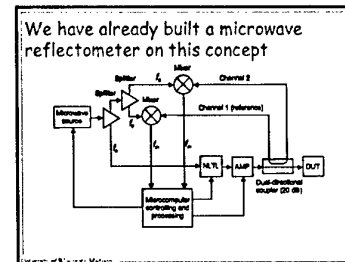 We have already built a microwave
reflectometer on this concept
Mixer
Channel 2
Splitter
Splitter
Mixer
Channel 1 (reference)
Microwave
source
NLTL
AMP
DUT
Dual-directional
coupler (20 dB)
Microcomputer
controlling and
processing